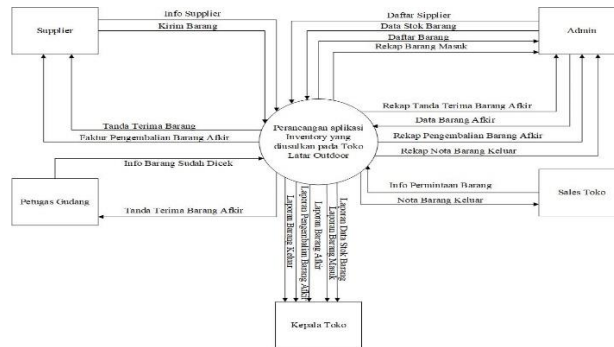 Info Supplier
Kirim Barang
Supplier
Tanda Terima Barang
Faktur Pengembalian Barang Afkir
Daftar Sipplier
Data Stok Barang
Daftar Barang
Rekap Barang Masuk
Admin
Perancangan aplikasi
Inventory yang
diusulkan pada Toko
Latar Outdoor
Rekap Tanda Terima Barang Afkir
Data Barang Afkir
Rekap Pengembalian Barang Afkir
Rekap Nota Barang Keluar
Info Barang Sudah Dicek
Petugas Gudang
Tanda Terima Barang Afkir
Info Permintaan Barang
Nota Barang Keluar
Sales Toko
Laporan Barang Keluar
Laporan Pengembalian Barang Afkir
Laporan Barang Afkir
Laporan Barang Masuk
Laporan Data Stok Barang
Kepala Toko